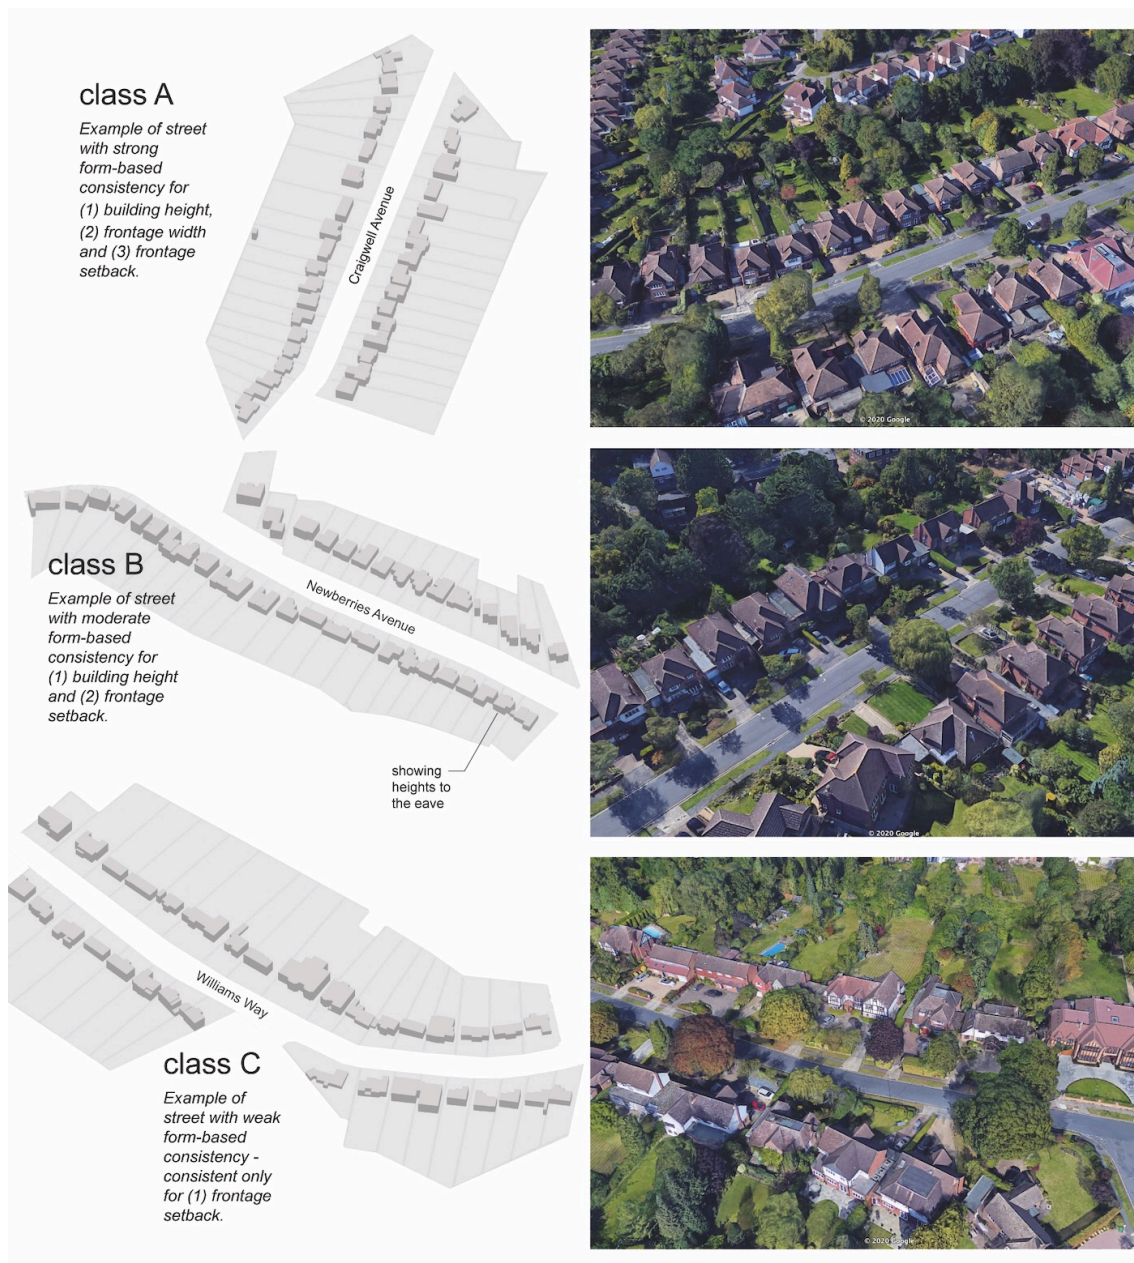 class A
Example of street
with strong
form-based
consistency for
(1) building height,
(2) frontage width
and (3) frontage
setback.
Craigwell Avenue
© 2020 Google
class B
Example of street
with moderate
form-based
consistency for
(1) building height
and (2) frontage
setback.
Newberries Avenue
showing
heights to
the eave
© 2020 Google
Williams Way
class C
Example of
street with weak
form-based
consistency -
consistent only
for (1) frontage
setback.
© 2020 Google